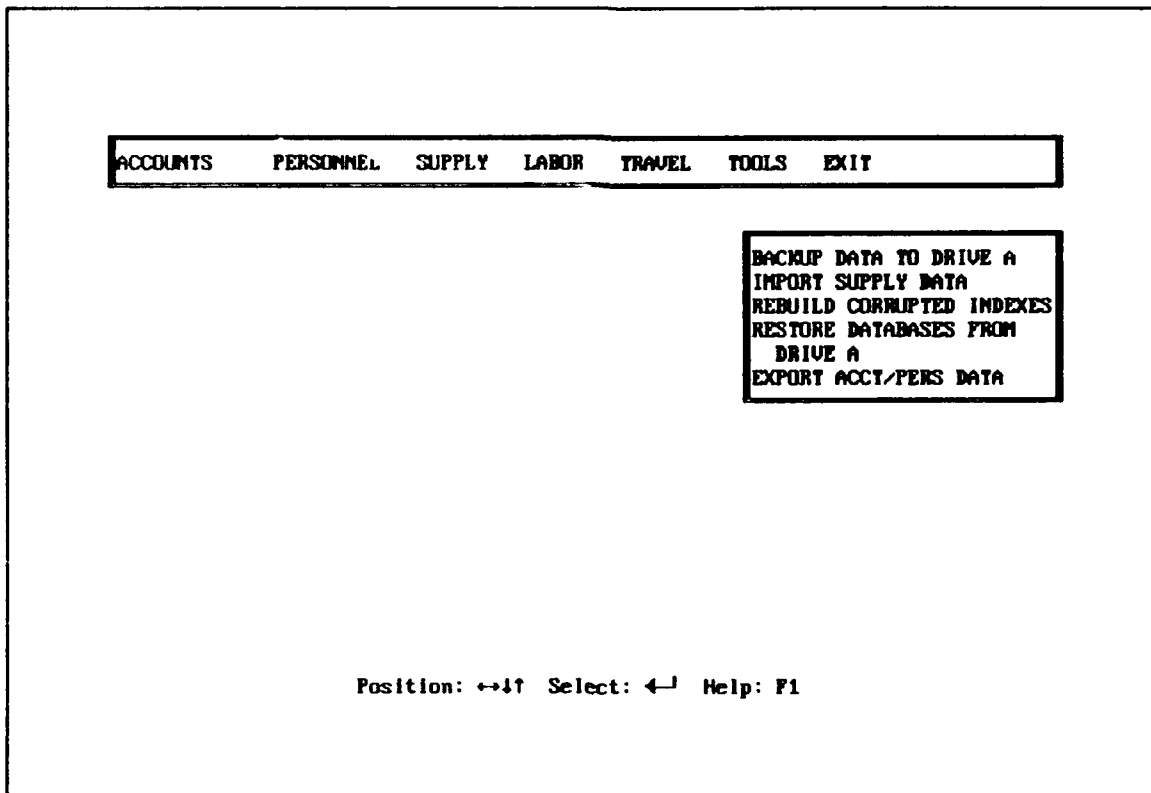 ACCOUNTS PERSONNEL SUPPLY LABOR TRAVEL TOOLS EXIT
BACKUP DATA TO DRIVE A
IMPORT SUPPLY DATA
REBUILD CORRUPTED INDEXES
RESTORE DATABASES FROM
DRIVE A
EXPORT ACCT/PERS DATA
Position: ↔↓↑ Select: ←┘ Help: F1